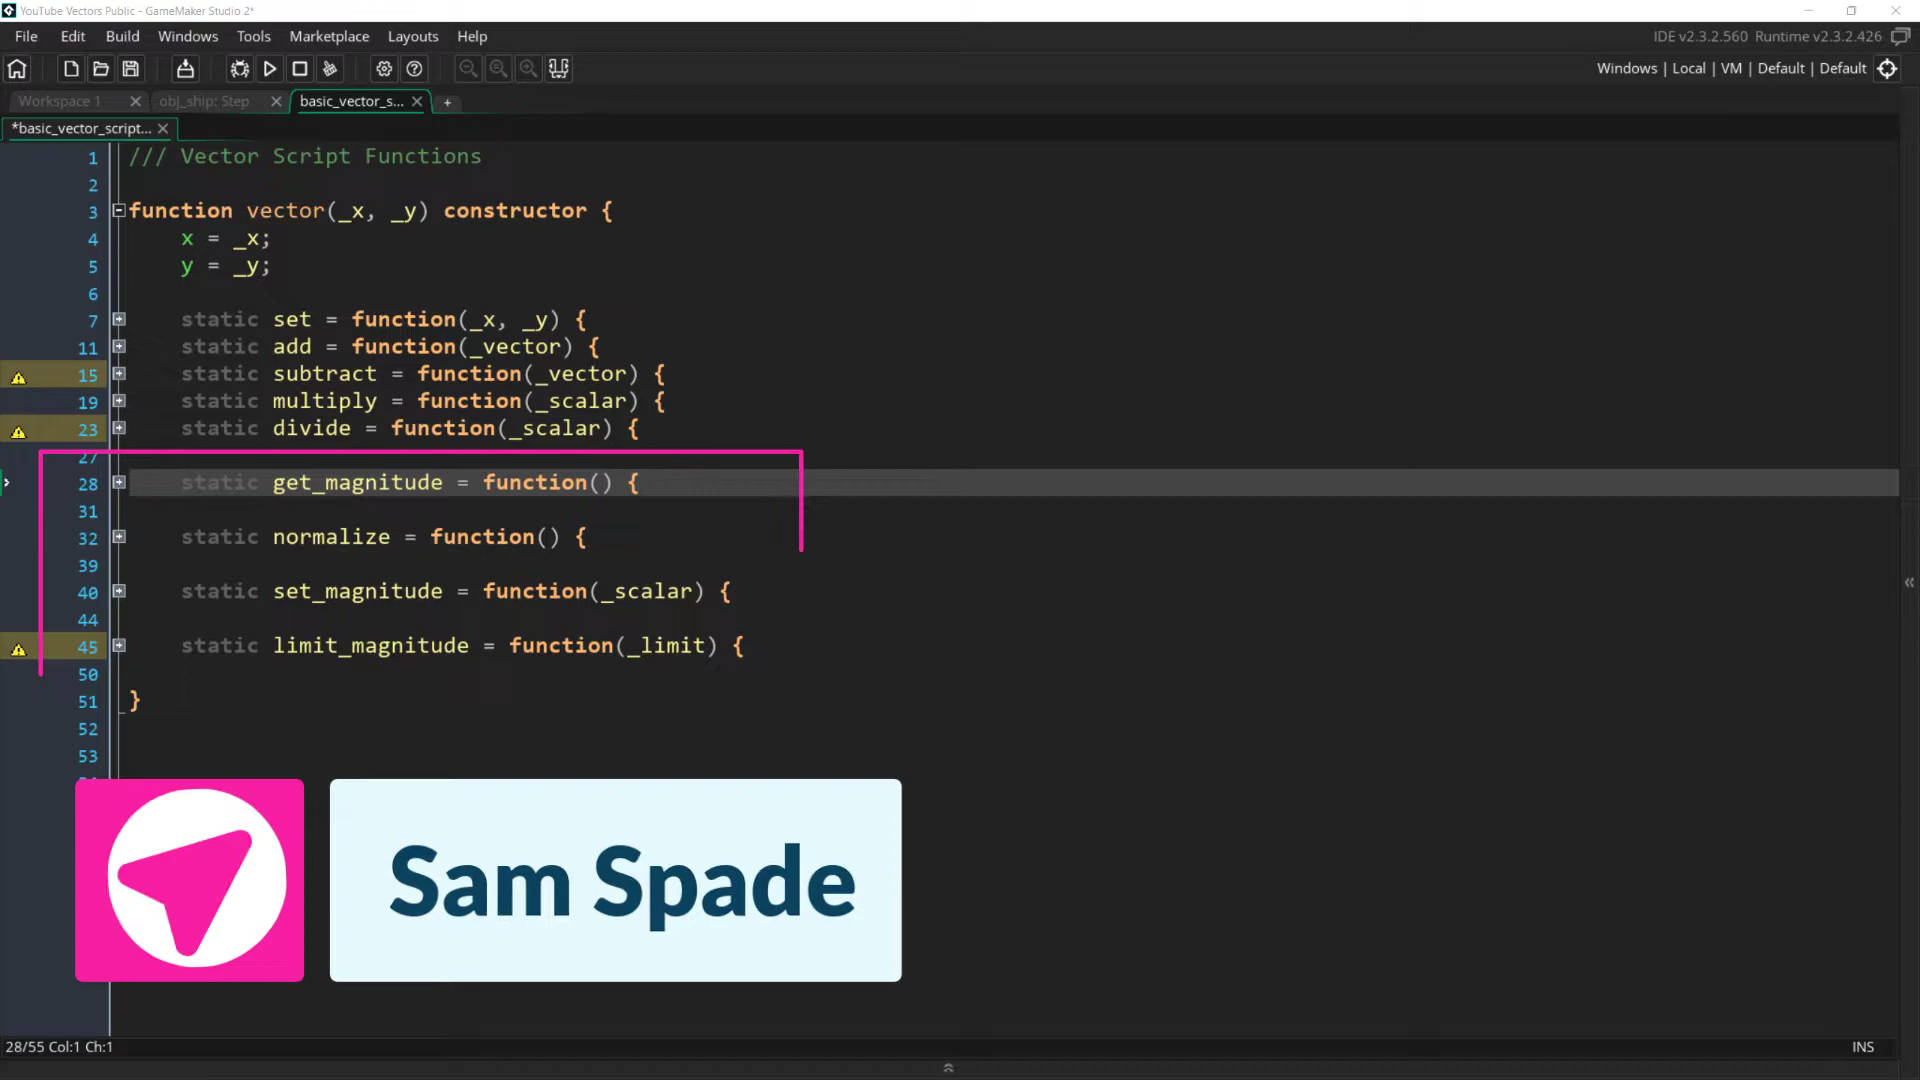 YouTube Vectors Public - GameMaker Studio 2*
File Edit Build Windows Tools Marketplace Layouts Help
IDE v2.3.2.560 Runtime v2.3.2.426
Windows | Local | VM | Default | Default
Workspace 1 obj_ship: Step basic_vector_s... +
*basic_vector_script...
1 /// Vector Script Functions
2
3 function vector(_x, _y) constructor {
4 x = _x;
5 y = _y;
6
7 static set = function(_x, _y) {
11 static add = function(_vector) {
15 static subtract = function(_vector) {
19 static multiply = function(_scalar) {
23 static divide = function(_scalar) {
27
28 static get_magnitude = function() {
31
32 static normalize = function() {
39
40 static set_magnitude = function(_scalar) {
44
45 static limit_magnitude = function(_limit) {
50
51 }
52
53
Sam Spade
28/55 Col:1 Ch:1
INS